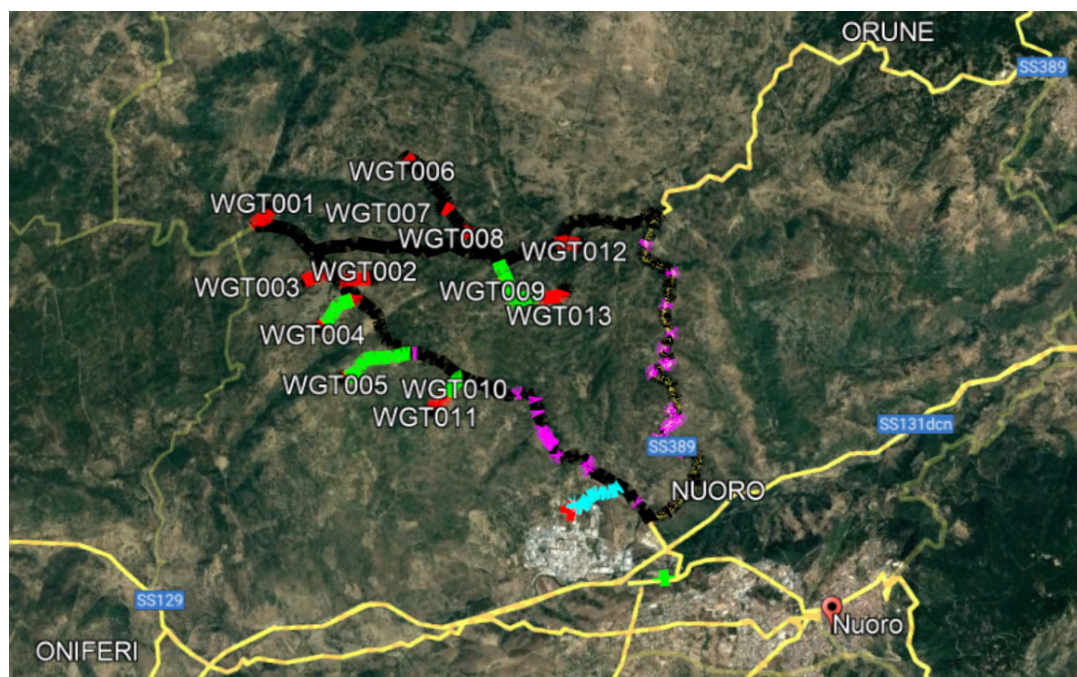 ORUNE
SS389
WGT006
WGT001
WGT007
WGT008
WGT012
WGT002
WGT003
WGT009
WGT013
WGT004
WGT005
WGT010
WGT011
SS131dcn
SS389
NUORO
SS129
Nuoro
ONIFERI